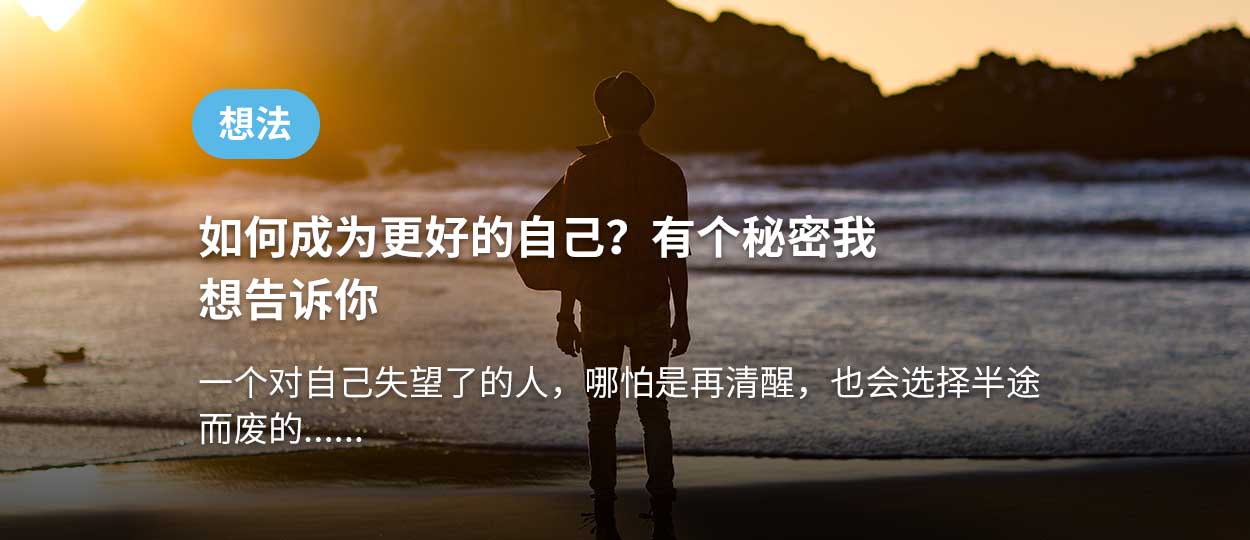 想法
如何成为更好的自己？有个秘密我
想告诉你
一个对自己失望了的人，哪怕是再清醒，也会选择半途
而废的......